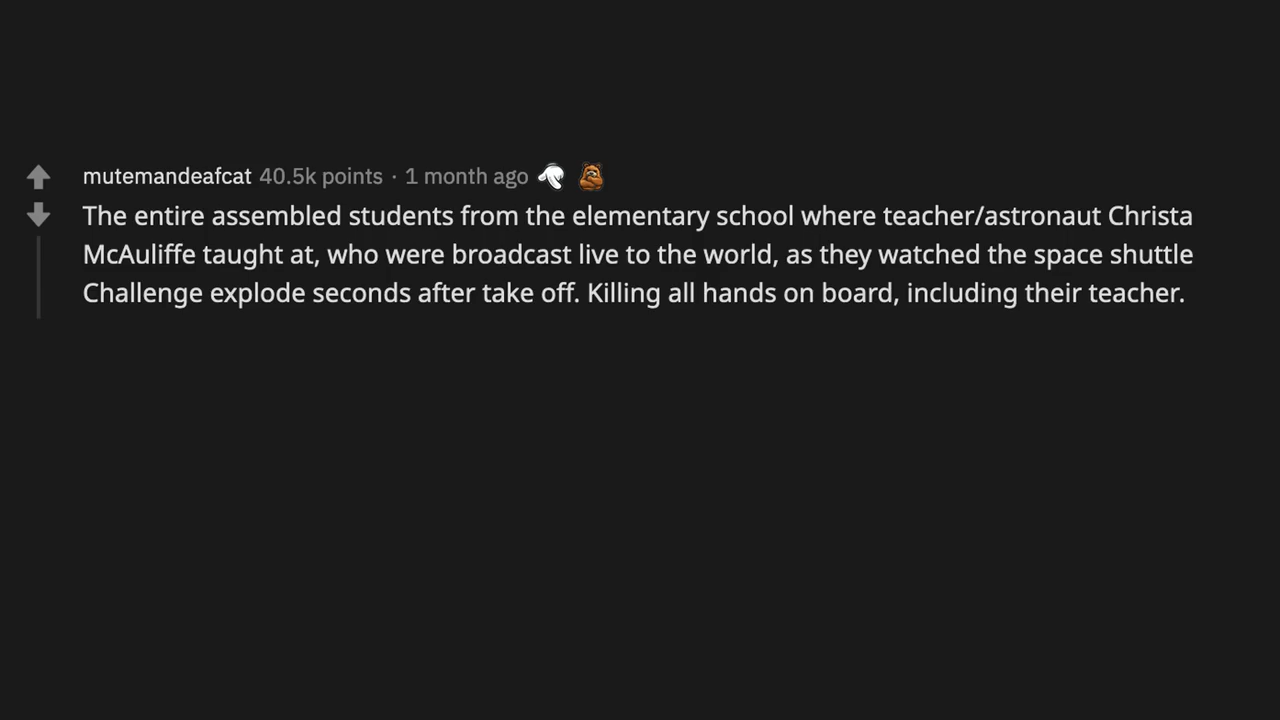 mutemandeafcat 40.5k points · 1 month ago
The entire assembled students from the elementary school where teacher/astronaut Christa
McAuliffe taught at, who were broadcast live to the world, as they watched the space shuttle
Challenge explode seconds after take off. Killing all hands on board, including their teacher.